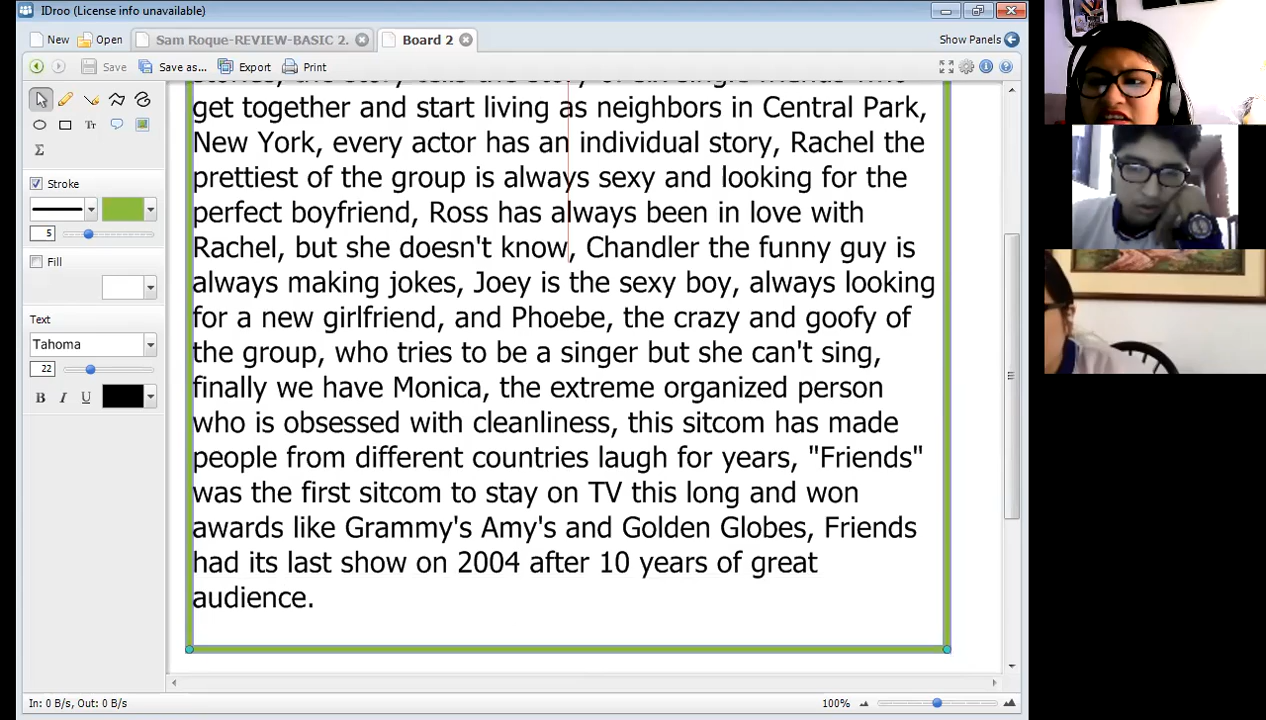 IDroo (License info unavailable)
New Open Sam Roque-REVIEW-BASIC 2. Board 2 Show Panels
Save Save as... Export Print
get together and start living as neighbors in Central Park,
New York, every actor has an individual story, Rachel the
prettiest of the group is always sexy and looking for the
perfect boyfriend, Ross has always been in love with
Rachel, but she doesn't know, Chandler the funny guy is
always making jokes, Joey is the sexy boy, always looking
for a new girlfriend, and Phoebe, the crazy and goofy of
the group, who tries to be a singer but she can't sing,
finally we have Monica, the extreme organized person
who is obsessed with cleanliness, this sitcom has made
people from different countries laugh for years, "Friends"
was the first sitcom to stay on TV this long and won
awards like Grammy's Amy's and Golden Globes, Friends
had its last show on 2004 after 10 years of great
audience.
Tr
Σ
Stroke
5
Fill
Text
Tahoma
22
B I U
In: 0 B/s, Out: 0 B/s
100%